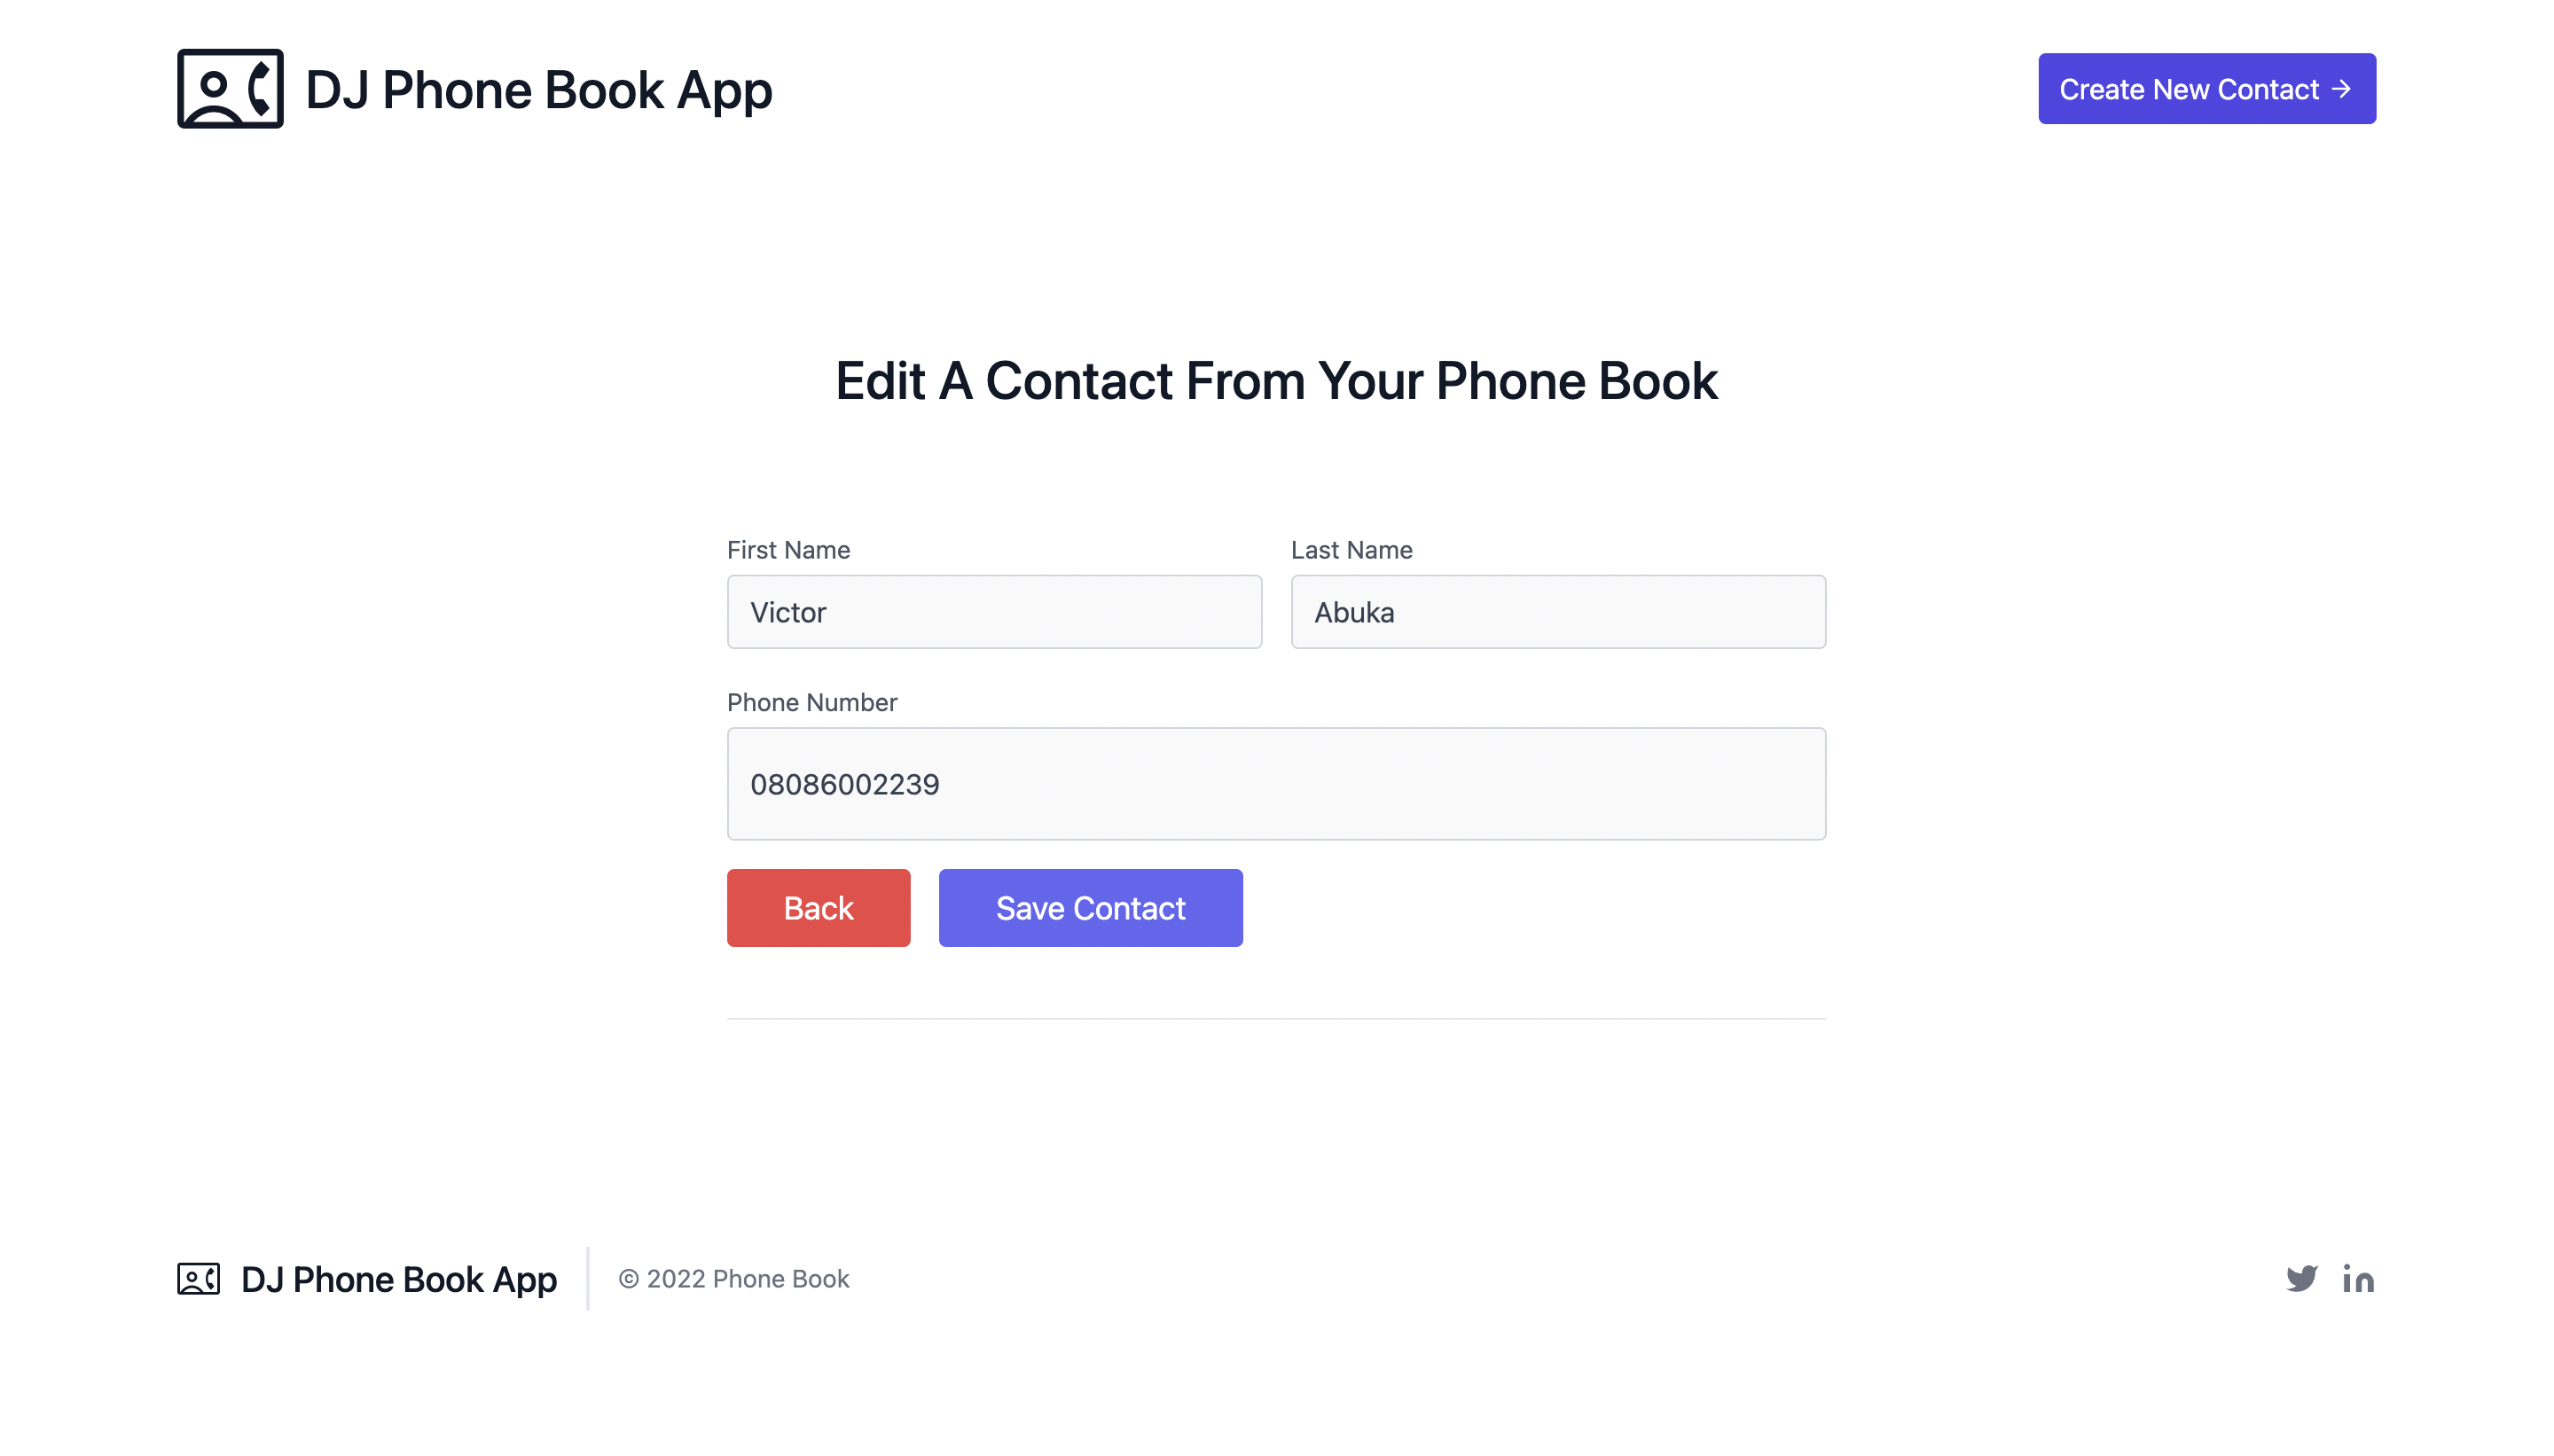 DJ Phone Book App
Create New Contact →
Edit A Contact From Your Phone Book
First Name
Last Name
Victor
Abuka
Phone Number
08086002239
Back
Save Contact
DJ Phone Book App
© 2022 Phone Book
in